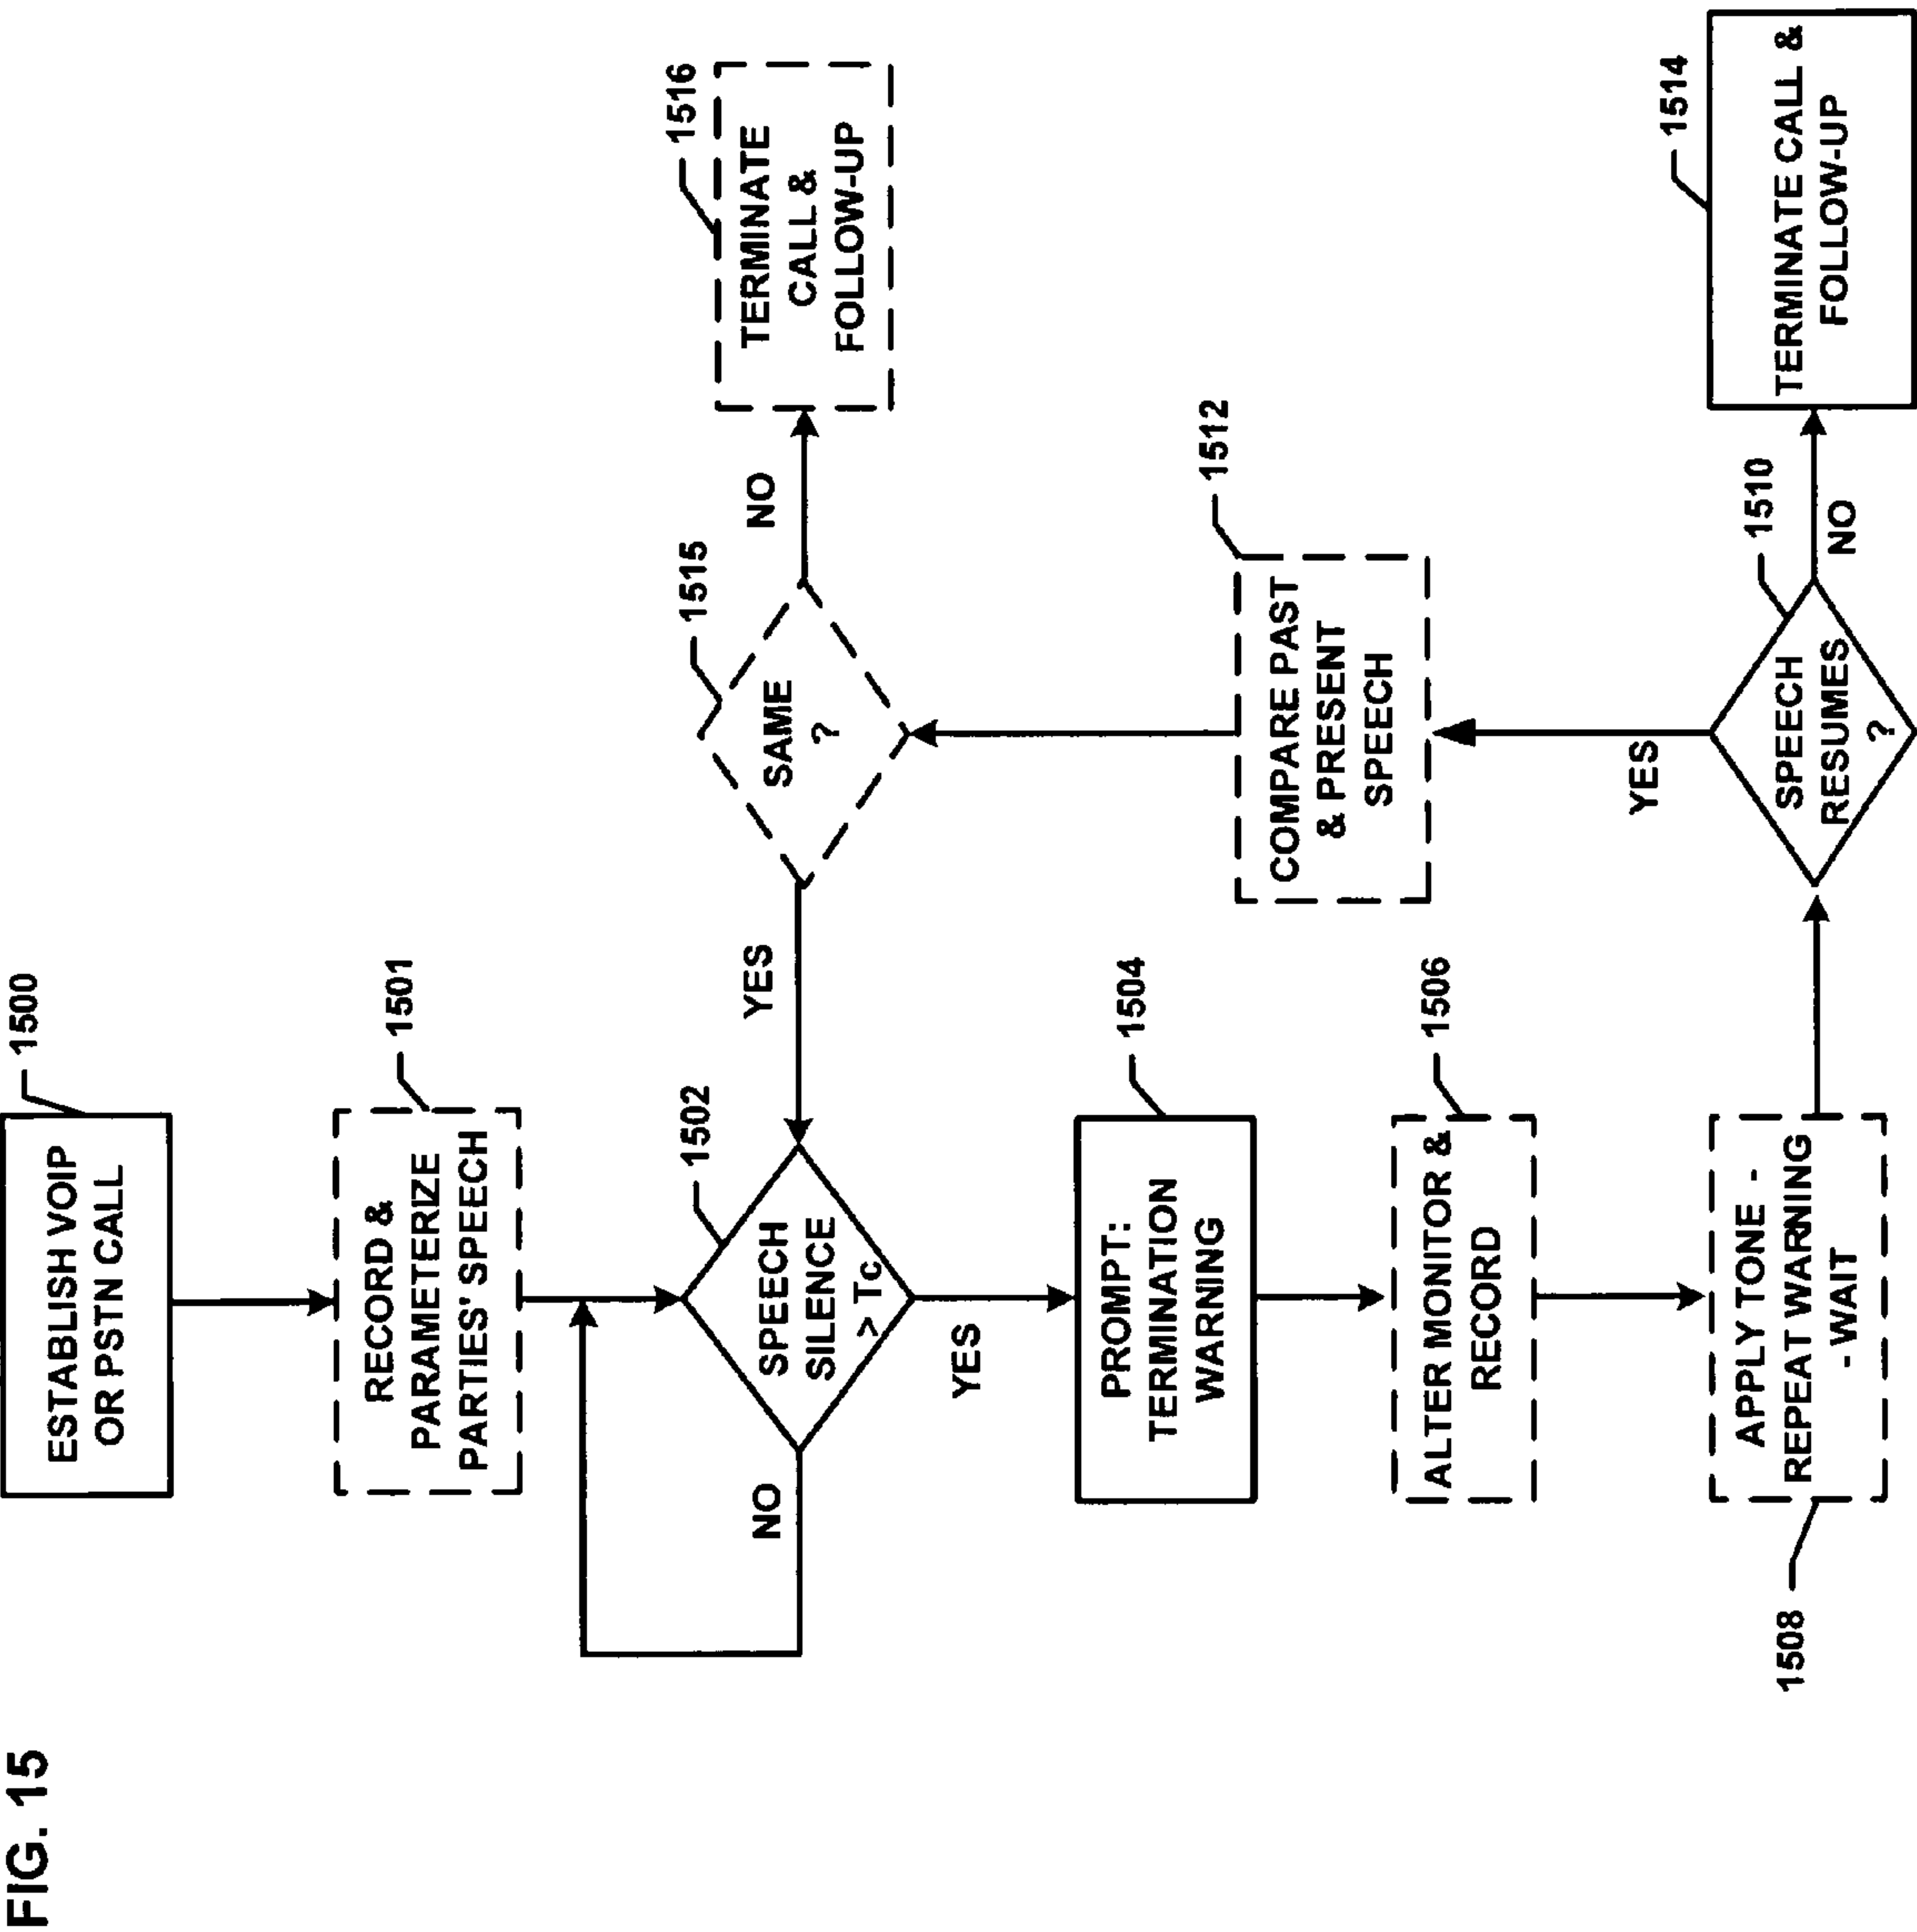 FIG. 15
ESTABLISH VOIP
OR PSTN CALL
1500
RECORD &
PARAMETERIZE
PARTIES' SPEECH
1501
SPEECH
SILENCE
> Tc
1502
NO
YES
PROMPT:
TERMINATION
WARNING
1504
ALTER MONITOR &
RECORD
1506
APPLY TONE -
REPEAT WARNING
- WAIT
1508
SPEECH
RESUMES
?
1510
YES
NO
TERMINATE CALL &
FOLLOW-UP
1514
COMPARE PAST
& PRESENT
SPEECH
1512
SAME
?
1515
YES
NO
TERMINATE
CALL &
FOLLOW-UP
1516